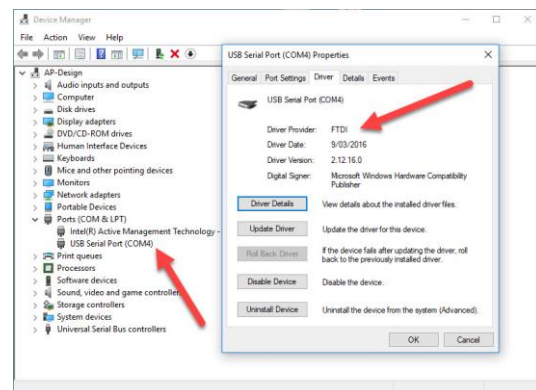 Device Manager
File Action View Help
AP-Design
Audio inputs and outputs
Computer
Disk drives
Display adapters
DVD/CD-ROM drives
Human Interface Devices
Keyboards
Mice and other pointing devices
Monitors
Network adapters
Portable Devices
Ports (COM & LPT)
Intel(R) Active Management Technology -
USB Serial Port (COM4)
Print queues
Processors
Software devices
Sound, video and game controller
Storage controllers
System devices
Universal Serial Bus controllers
USB Serial Port (COM4) Properties
General Port Settings Driver Details Events
USB Serial Port (COM4)
Driver Provider: FTDI
Driver Date: 9/03/2016
Driver Version: 2.12.16.0
Digital Signer: Microsoft Windows Hardware Compatibility
Publisher
Driver Details View details about the installed driver files.
Update Driver Update the driver for this device.
Roll Back Driver If the device fails after updating the driver, roll
back to the previously installed driver.
Disable Device Disable the device.
Uninstall Device Uninstall the device from the system (Advanced).
OK Cancel